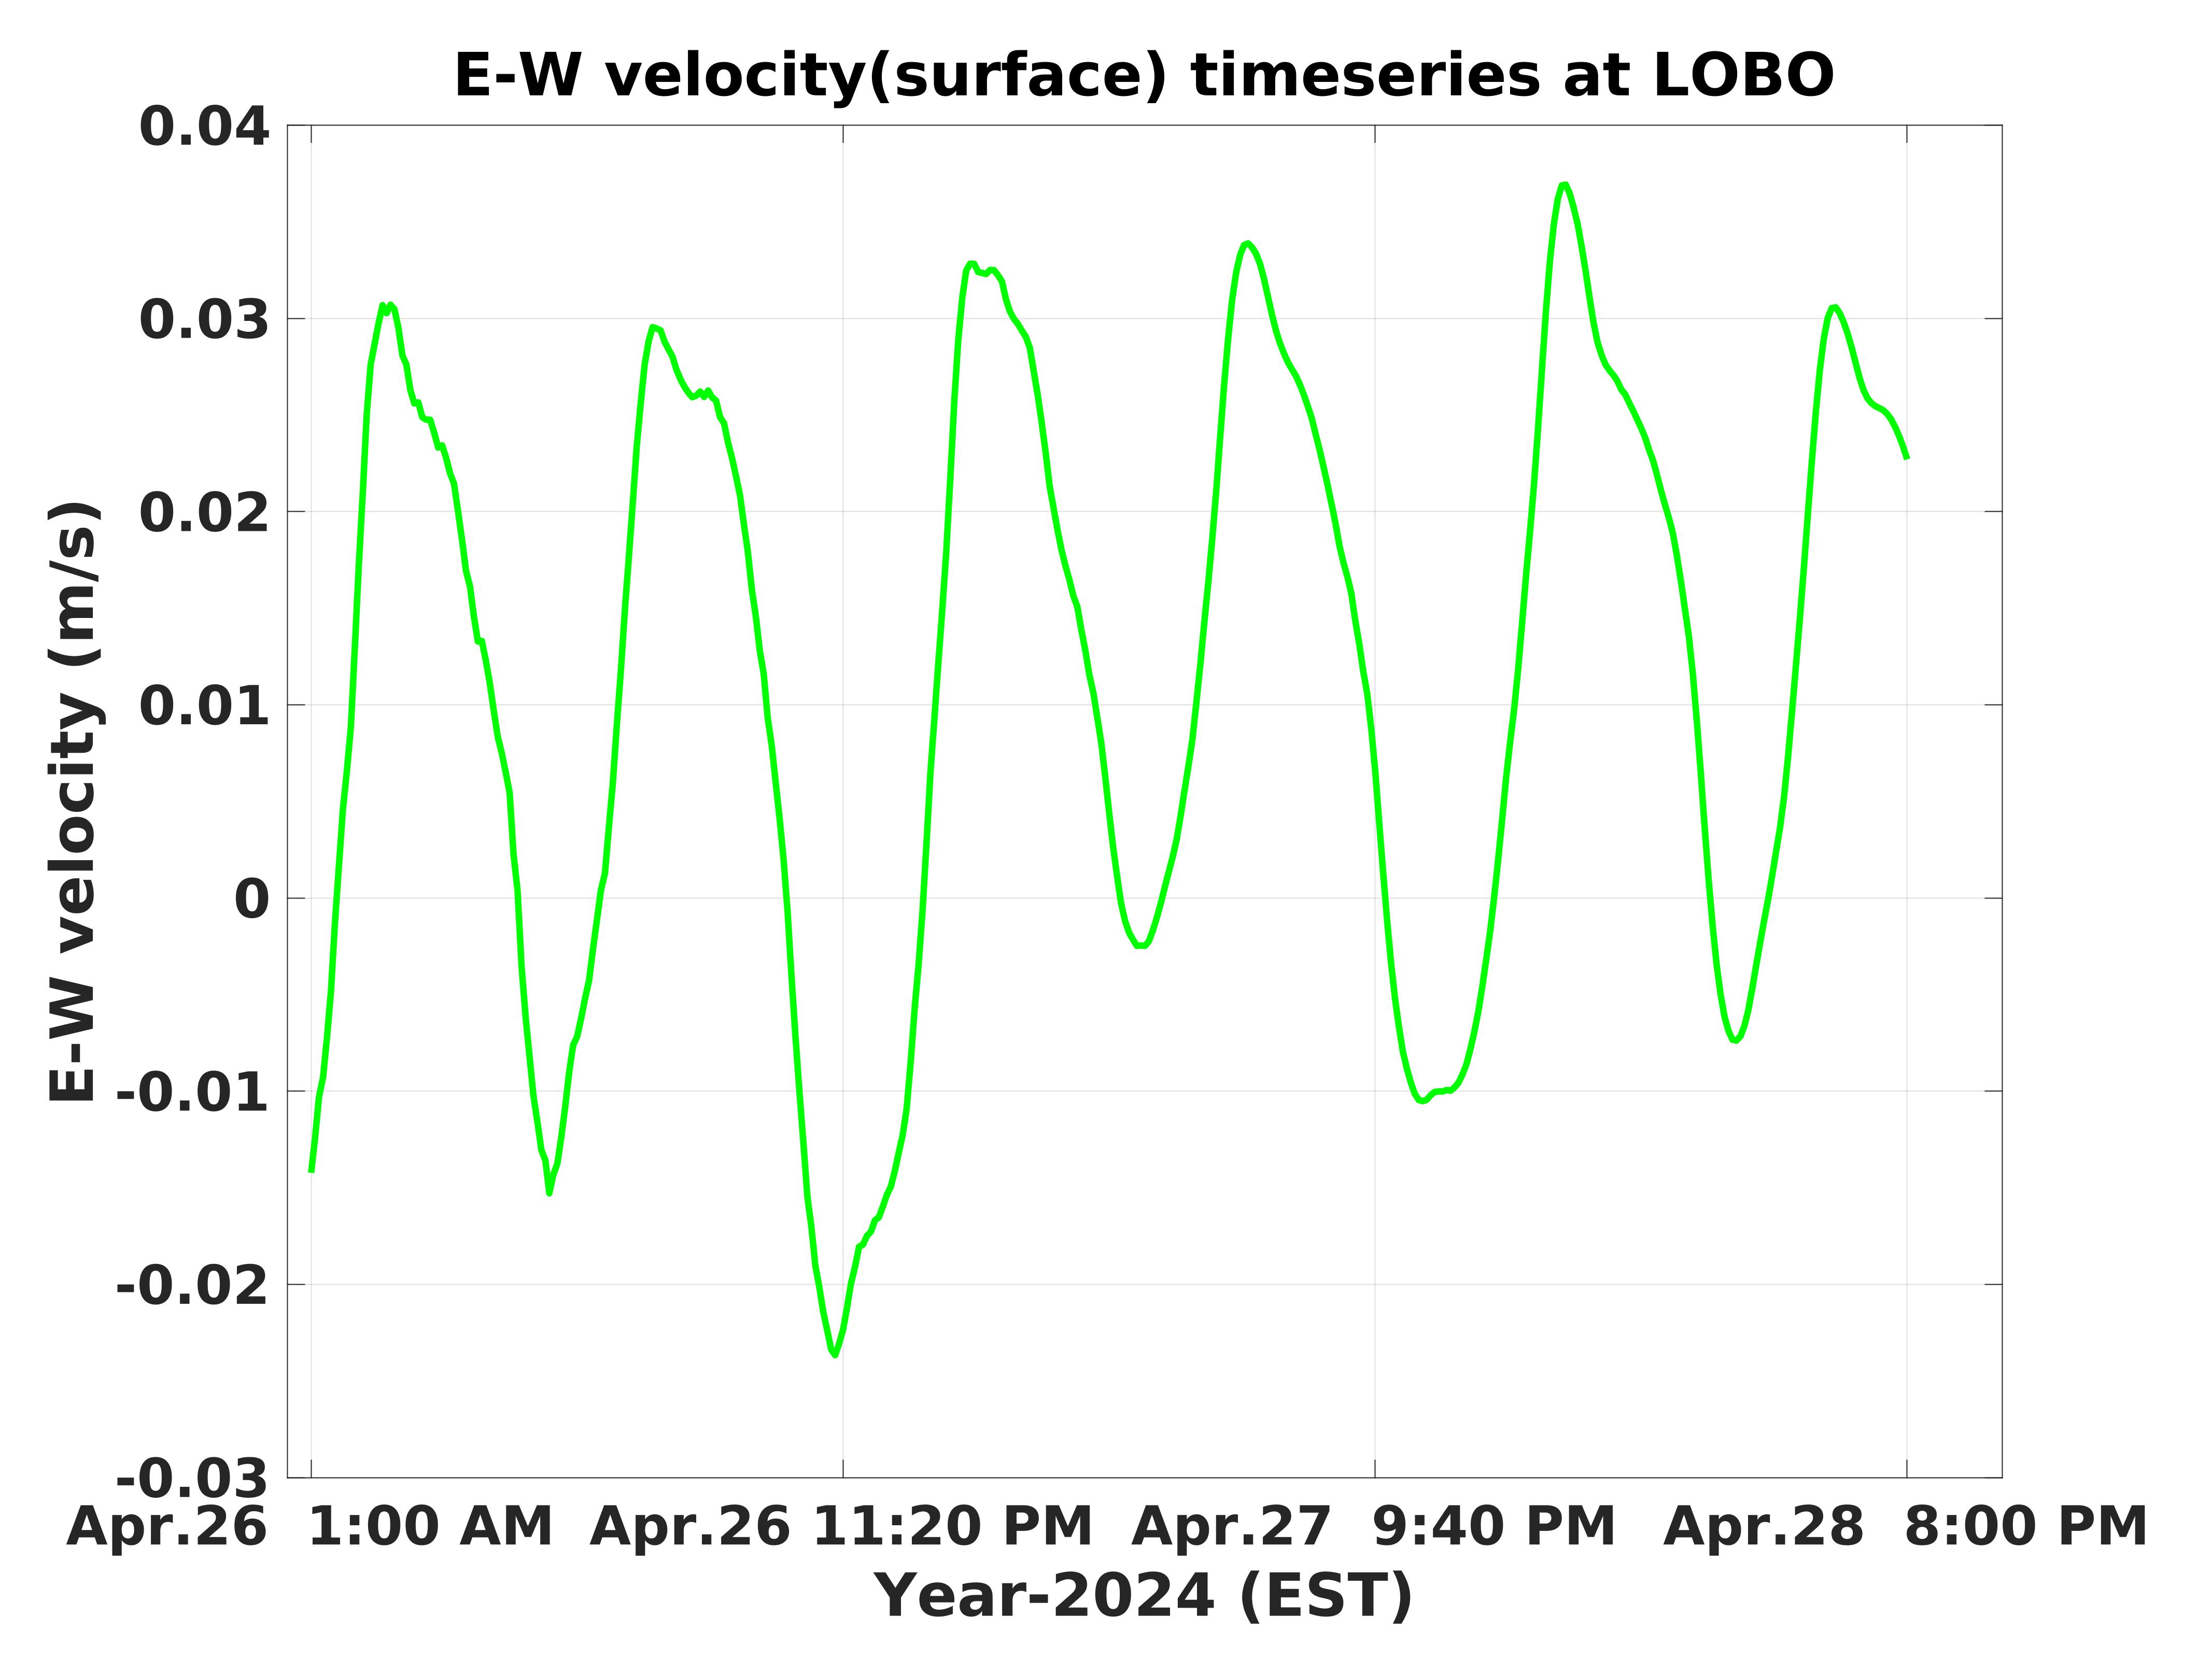 E-W velocity(surface) timeseries at LOBO
0.04
0.03
0.02
0.01
0
-0.01
-0.02
-0.03
E-W velocity (m/s)
Apr.26 1:00 AM Apr.26 11:20 PM Apr.27 9:40 PM Apr.28 8:00 PM
Year-2024 (EST)